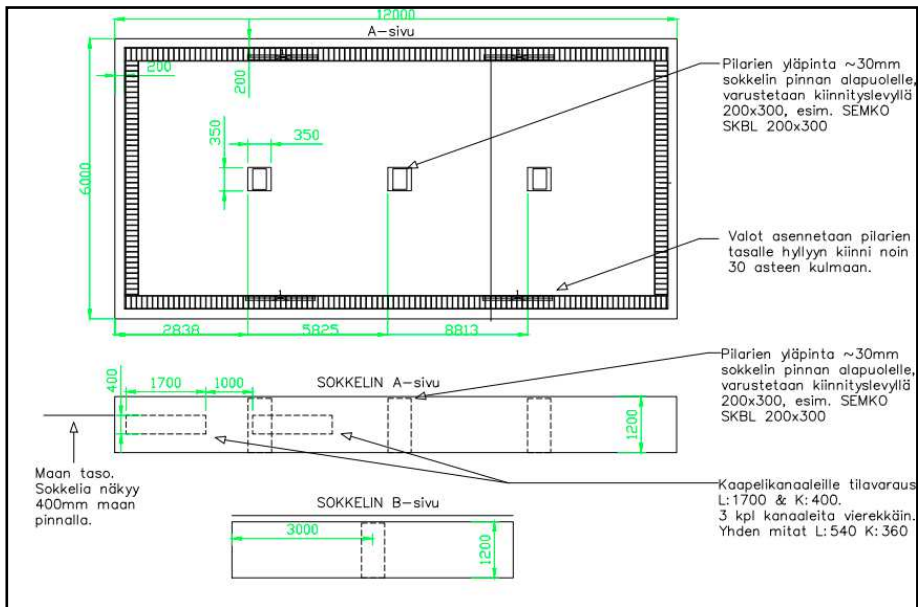 12000
A-sivu
200
200
350
350
6000
Pilarien yläpinta ~30mm
sokkelin pinnan alapuolelle,
varustetaan kiinnityslevyllä
200x300, esim. SEMKO
SKBL 200x300
Valot asennetaan pilarien
tasalle hyllyyn kiinni noin
30 asteen kulmaan.
2838
5825
8813
Pilarien yläpinta ~30mm
sokkelin pinnan alapuolelle,
varustetaan kiinnityslevyllä
200x300, esim. SEMKO
SKBL 200x300
400
1700
1000
SOKKELIN A-sivu
1200
Maan taso.
Sokkelia näkyy
400mm maan
pinnalla.
Kaapelikanaaleille tilavaraus
L:1700 & K:400.
3 kpl kanaaleita vierekkäin.
Yhden mitat L:540 K:360
SOKKELIN B-sivu
3000
1200